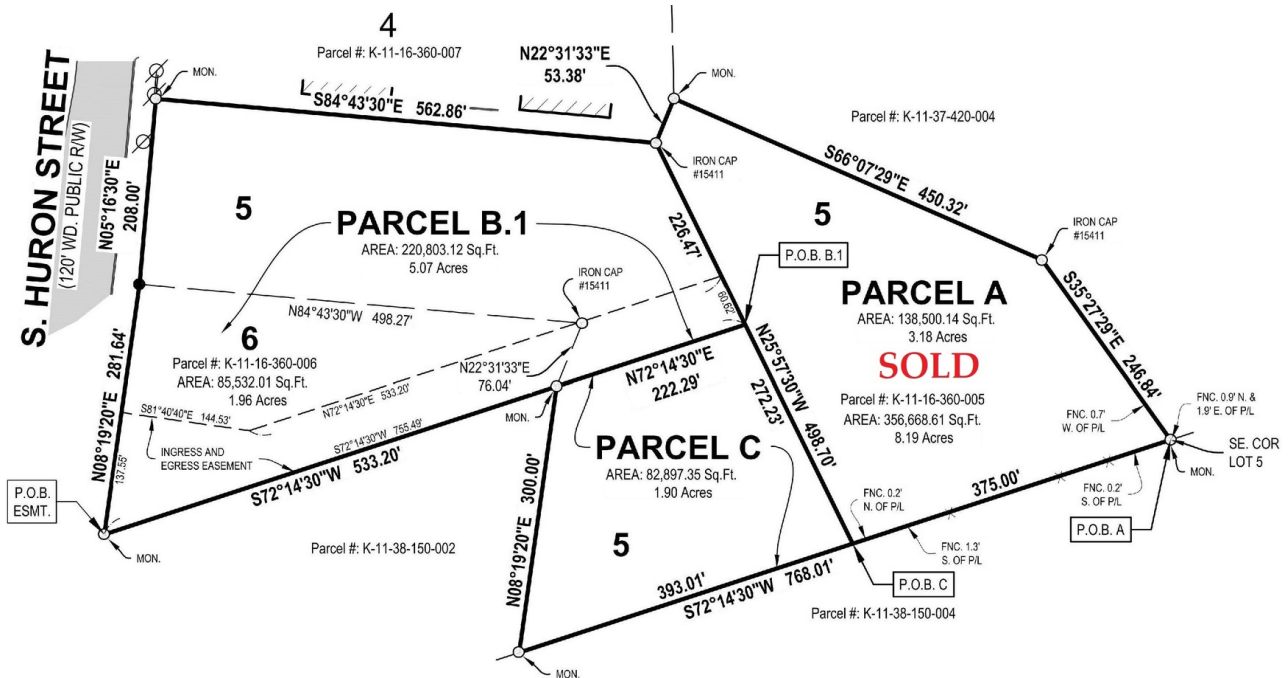 4
Parcel #: K-11-16-360-007
N22°31'33"E
53.38'
MON.
MON.
S84°43'30"E 562.86'
Parcel #: K-11-37-420-004
S. HURON STREET
(120' WD. PUBLIC R/W)
N05°16'30"E
208.00'
IRON CAP
#15411
S66°07'29"E 450.32'
5
PARCEL B.1
AREA: 220,803.12 Sq.Ft.
5.07 Acres
226.47'
5
IRON CAP
#15411
P.O.B. B.1
IRON CAP
#15411
PARCEL A
AREA: 138,500.14 Sq.Ft.
3.18 Acres
SOLD
Parcel #: K-11-16-360-005
AREA: 356,668.61 Sq.Ft.
8.19 Acres
S35°27'29"E 246.84'
N84°43'30"W 498.27'
60.62'
6
Parcel #: K-11-16-360-006
AREA: 85,532.01 Sq.Ft.
1.96 Acres
N22°31'33"E
76.04'
N72°14'30"E
222.29'
N25°57'30"W 498.70'
272.23'
N08°19'20"E 281.64'
S81°40'40"E 144.53'
N72°14'30"E 533.20'
MON.
FNC. 0.7'
W. OF P/L
FNC. 0.9' N. &
1.9' E. OF P/L
SE. COR
LOT 5
MON.
INGRESS AND
EGRESS EASEMENT
S72°14'30"W 755.49'
S72°14'30"W 533.20'
137.55'
PARCEL C
AREA: 82,897.35 Sq.Ft.
1.90 Acres
P.O.B.
ESMT.
MON.
Parcel #: K-11-38-150-002
N08°19'20"E 300.00'
5
FNC. 0.2'
N. OF P/L
375.00'
FNC. 0.2'
S. OF P/L
P.O.B. A
FNC. 1.3'
S. OF P/L
P.O.B. C
393.01'
S72°14'30"W 768.01'
Parcel #: K-11-38-150-004
MON.